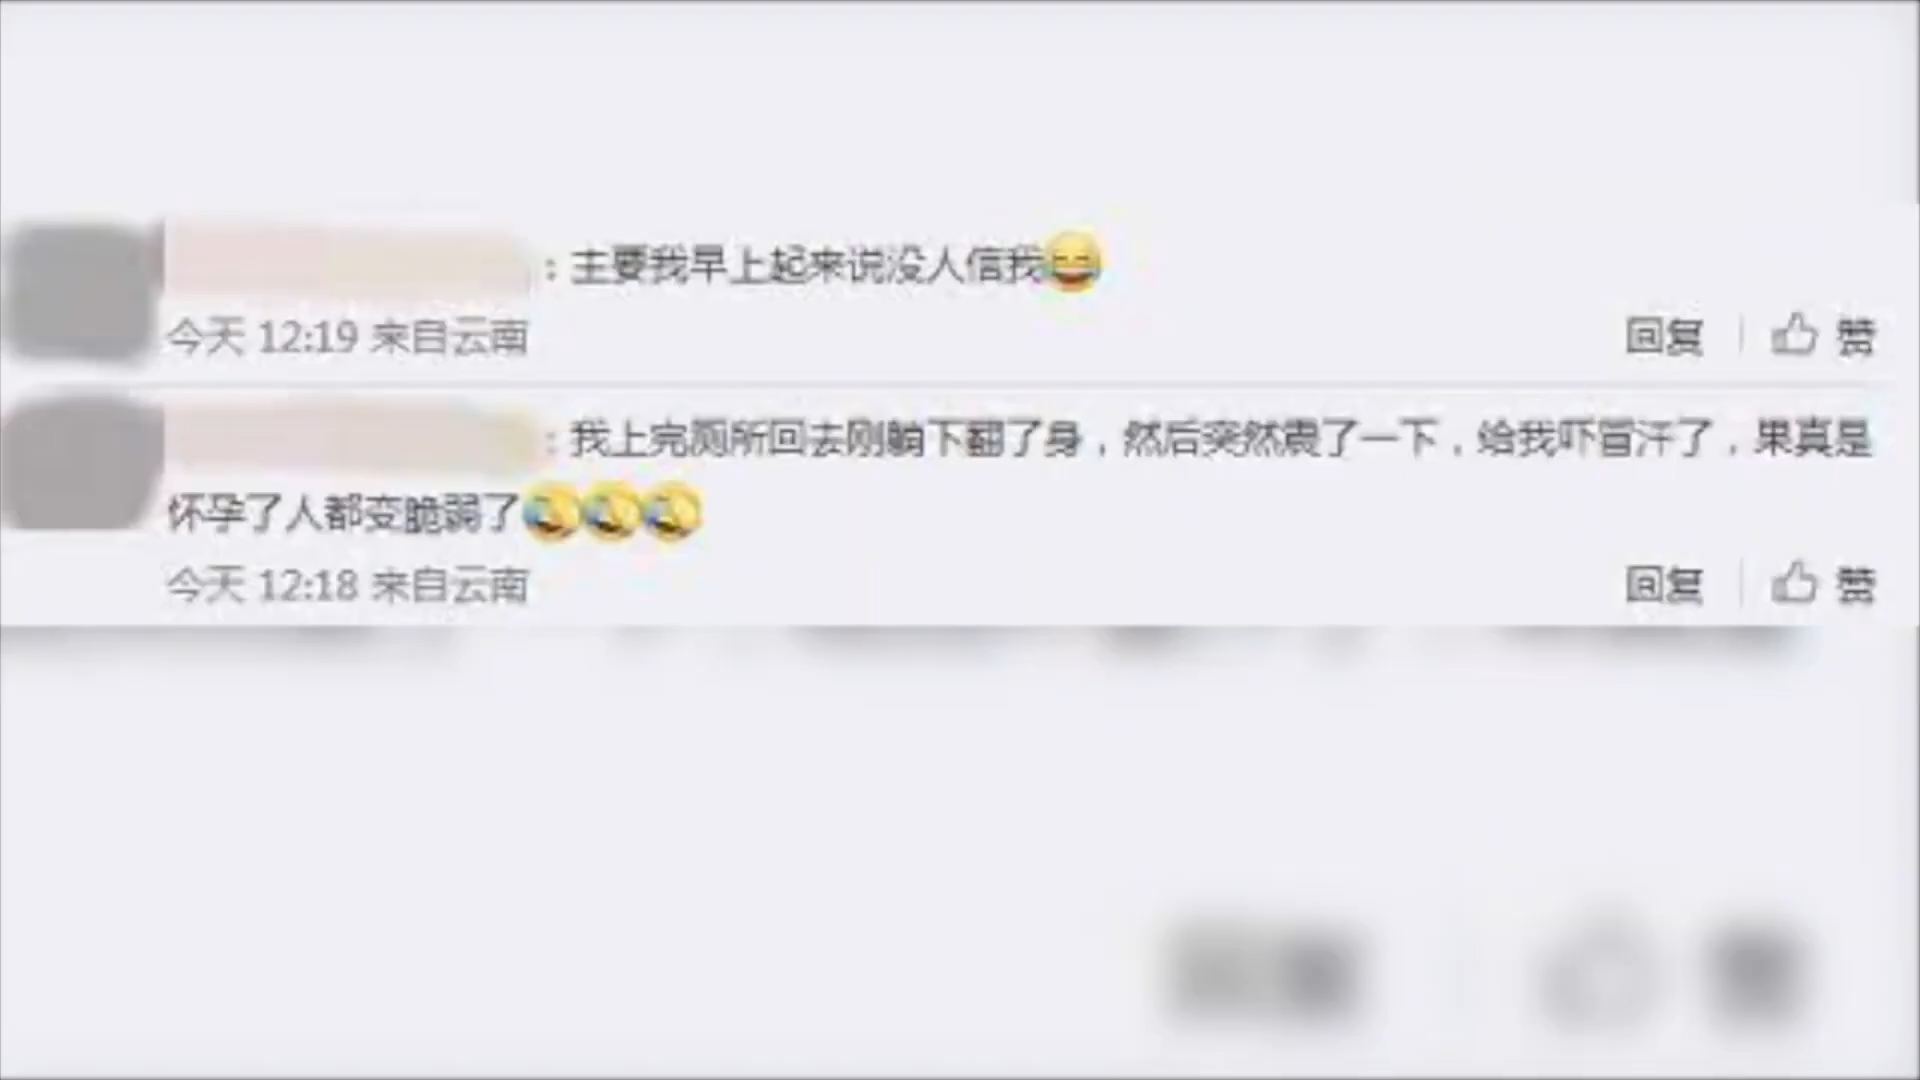 ：主要我早上起来说没人信我😄
今天 12:19 来自云南
回复 赞
：我上完厕所回去刚躺下翻了身，然后突然震了一下，给我吓冒汗了，果真是
怀孕了人都变脆弱了🤣🤣🤣
今天 12:18 来自云南
回复 赞